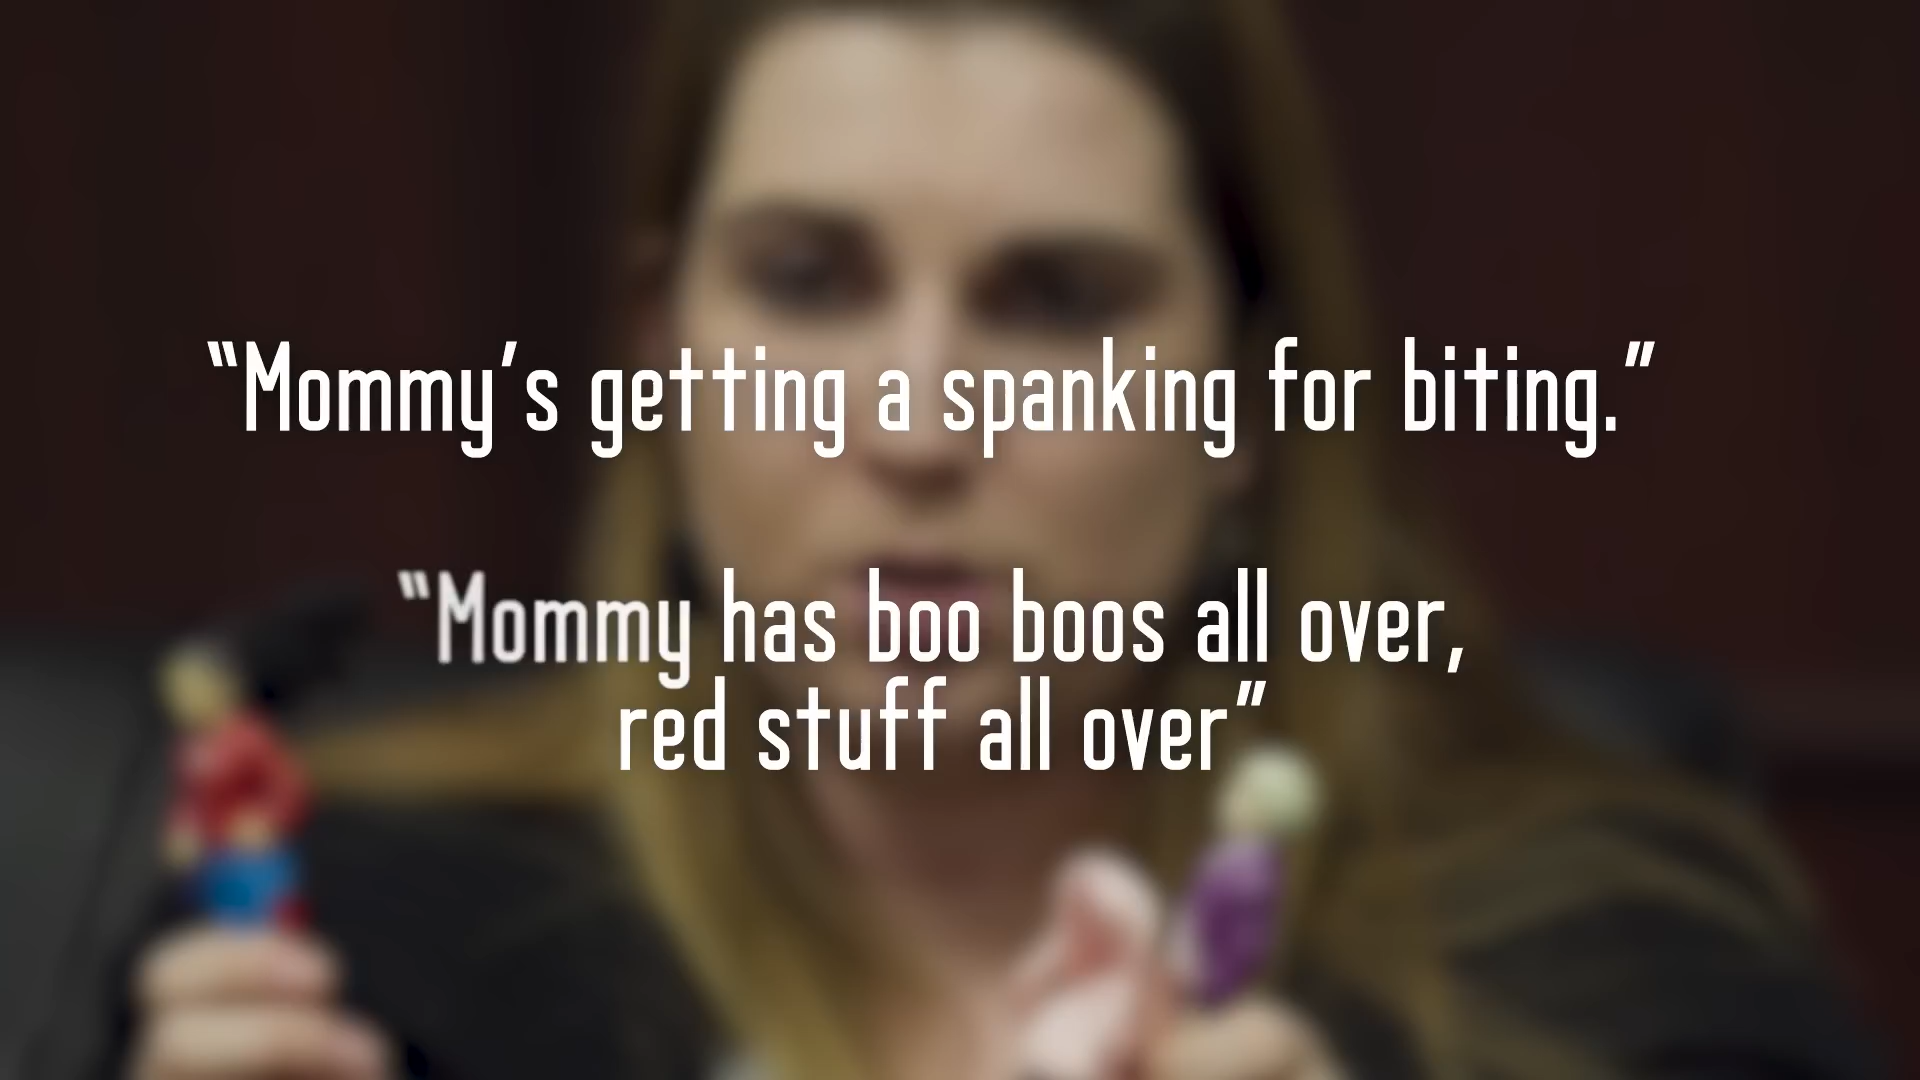 “Mommy’s getting a spanking for biting.”
“Mommy has boo boos all over,
red stuff all over”